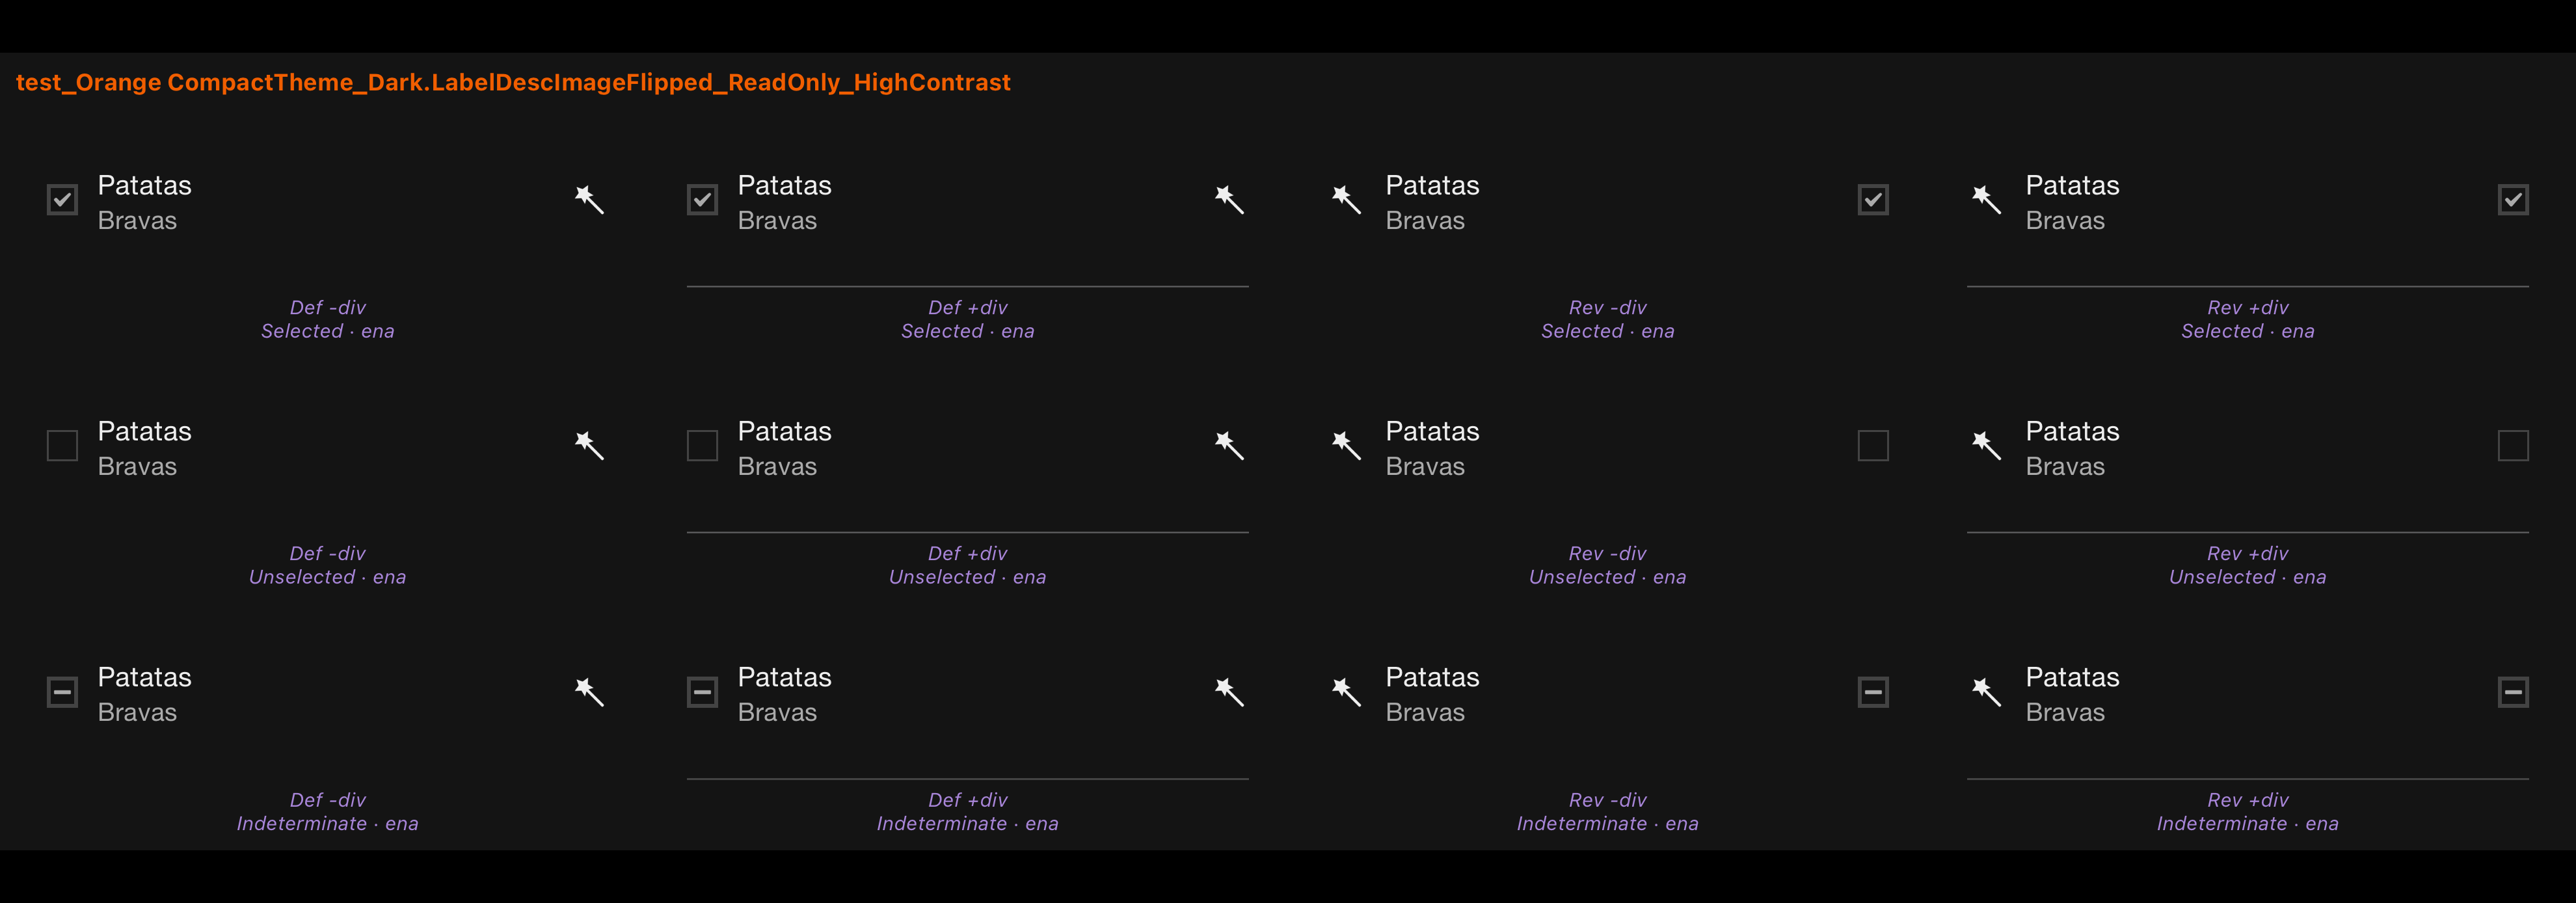 test_Orange CompactTheme_Dark.LabelDescImageFlipped_ReadOnly_HighContrast
Patatas
Bravas
Def -div
Selected · ena
Patatas
Bravas
Def +div
Selected · ena
Patatas
Bravas
Rev -div
Selected · ena
Patatas
Bravas
Rev +div
Selected · ena
Patatas
Bravas
Def -div
Unselected · ena
Patatas
Bravas
Def +div
Unselected · ena
Patatas
Bravas
Rev -div
Unselected · ena
Patatas
Bravas
Rev +div
Unselected · ena
Patatas
Bravas
Def -div
Indeterminate · ena
Patatas
Bravas
Def +div
Indeterminate · ena
Patatas
Bravas
Rev -div
Indeterminate · ena
Patatas
Bravas
Rev +div
Indeterminate · ena